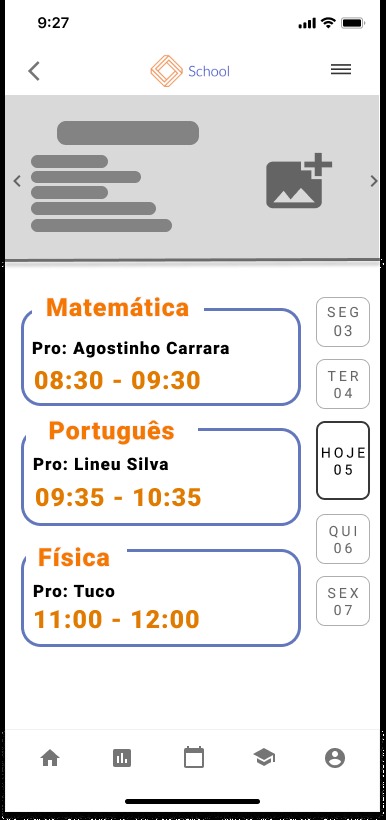 9:27
School
Matemática
Pro: Agostinho Carrara
08:30 - 09:30
Português
Pro: Lineu Silva
09:35 - 10:35
Física
Pro: Tuco
11:00 - 12:00
SEG
03
TER
04
HOJE
05
QUI
06
SEX
07